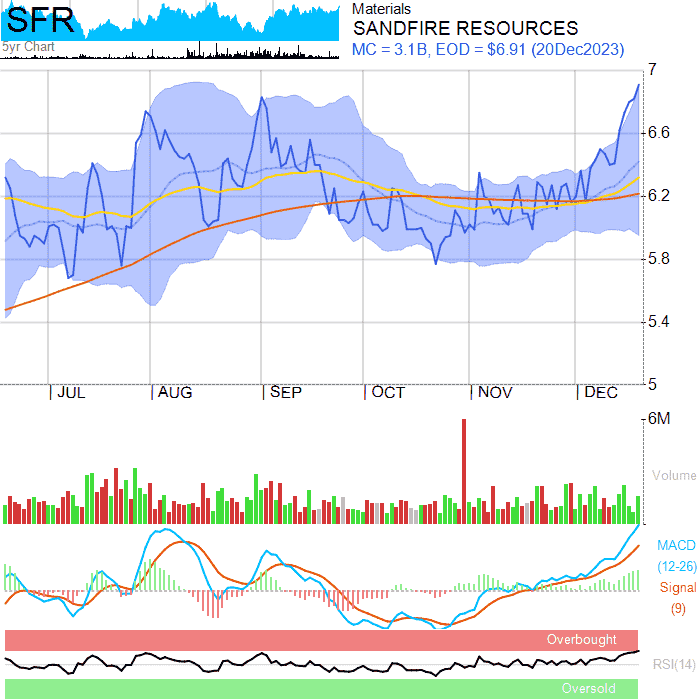 SFR
5yr Chart
Materials
SANDFIRE RESOURCES
MC = 3.1B, EOD = $6.91 (20Dec2023)
7
6.6
6.2
5.8
5.4
5
JUL AUG SEP OCT NOV DEC
6M
Volume
MACD
(12-26)
Signal
(9)
Overbought
RSI(14)
Oversold